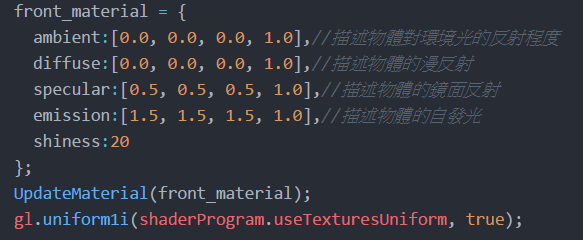 front_material = {
ambient:[0.0, 0.0, 0.0, 1.0],//描述物體對環境光的反射程度
diffuse:[0.0, 0.0, 0.0, 1.0],//描述物體的漫反射
specular:[0.5, 0.5, 0.5, 1.0],//描述物體的鏡面反射
emission:[1.5, 1.5, 1.5, 1.0],//描述物體的自發光
shiness:20
};
UpdateMaterial(front_material);
gl.uniform1i(shaderProgram.useTexturesUniform, true);